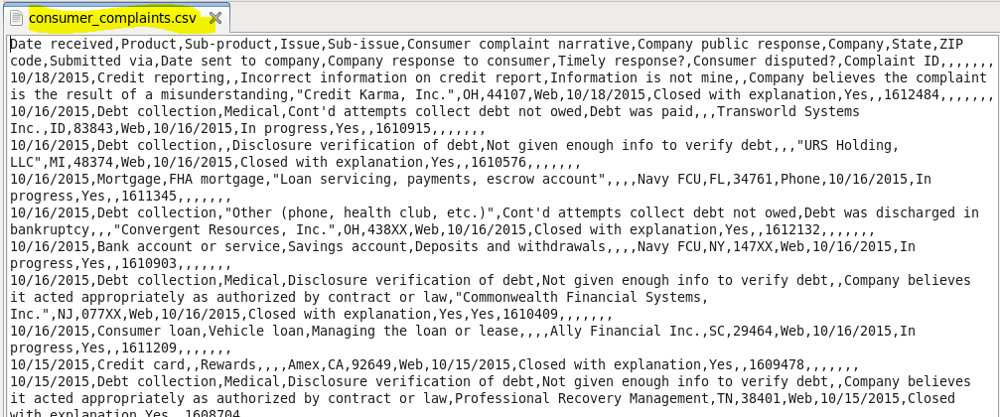 consumer_complaints.csv
Date received,Product,Sub-product,Issue,Sub-issue,Consumer complaint narrative,Company public response,Company,State,ZIP
code,Submitted via,Date sent to company,Company response to consumer,Timely response?,Consumer disputed?,Complaint ID,,,,,,,
10/18/2015,Credit reporting,,Incorrect information on credit report,Information is not mine,,Company believes the complaint
is the result of a misunderstanding,"Credit Karma, Inc.",OH,44107,Web,10/18/2015,Closed with explanation,Yes,,1612484,,,,,,,
10/16/2015,Debt collection,Medical,Cont'd attempts collect debt not owed,Debt was paid,,,Transworld Systems
Inc.,ID,83843,Web,10/16/2015,In progress,Yes,,1610915,,,,,,,
10/16/2015,Debt collection,,Disclosure verification of debt,Not given enough info to verify debt,,,"URS Holding,
LLC",MI,48374,Web,10/16/2015,Closed with explanation,Yes,,1610576,,,,,,,
10/16/2015,Mortgage,FHA mortgage,"Loan servicing, payments, escrow account",,,,Navy FCU,FL,34761,Phone,10/16/2015,In
progress,Yes,,1611345,,,,,,,
10/16/2015,Debt collection,"Other (phone, health club, etc.)",Cont'd attempts collect debt not owed,Debt was discharged in
bankruptcy,,,"Convergent Resources, Inc.",OH,438XX,Web,10/16/2015,Closed with explanation,Yes,,1612132,,,,,,,
10/16/2015,Bank account or service,Savings account,Deposits and withdrawals,,,,Navy FCU,NY,147XX,Web,10/16/2015,In
progress,Yes,,1610903,,,,,,,
10/16/2015,Debt collection,Medical,Disclosure verification of debt,Not given enough info to verify debt,,Company believes
it acted appropriately as authorized by contract or law,"Commonwealth Financial Systems,
Inc.",NJ,077XX,Web,10/16/2015,Closed with explanation,Yes,Yes,1610409,,,,,,,
10/16/2015,Consumer loan,Vehicle loan,Managing the loan or lease,,,,Ally Financial Inc.,SC,29464,Web,10/16/2015,In
progress,Yes,,1611209,,,,,,,
10/15/2015,Credit card,,Rewards,,,,Amex,CA,92649,Web,10/15/2015,Closed with explanation,Yes,,1609478,,,,,,,
10/15/2015,Debt collection,Medical,Disclosure verification of debt,Not given enough info to verify debt,,Company believes
it acted appropriately as authorized by contract or law,Professional Recovery Management,TN,38401,Web,10/15/2015,Closed
with explanation,Yes,,1608704